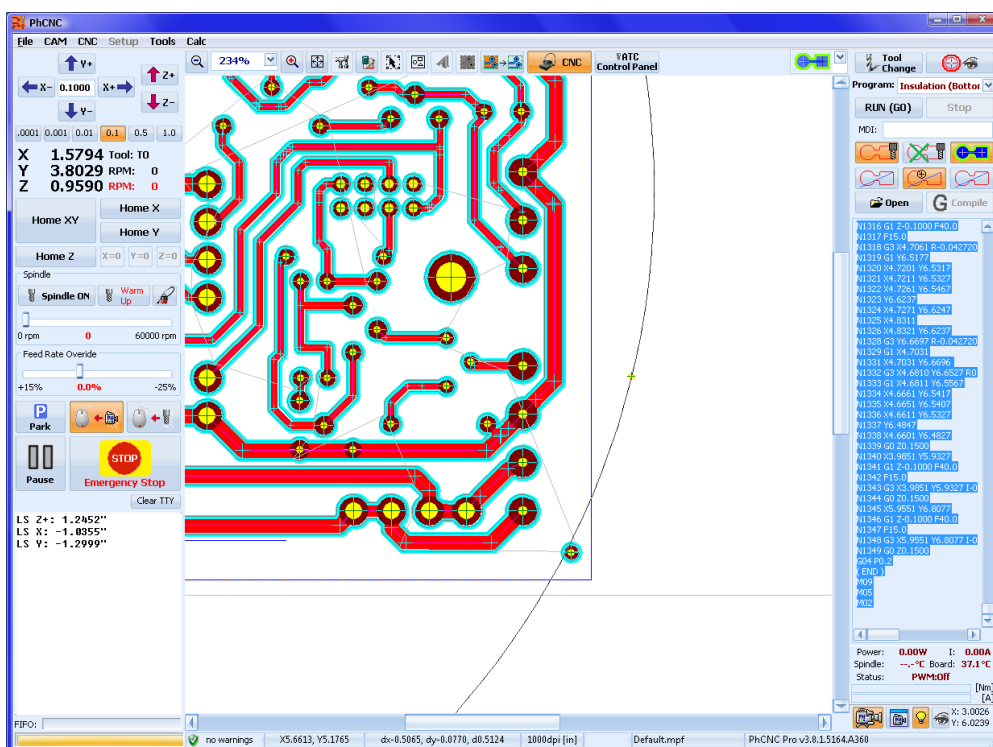 PhCNC
File CAM CNC Setup Tools Calc
234% CNC ATC Control Panel
Y+
X- 0.1000 X+ Z+
Y- Z-
.0001 0.001 0.01 0.1 0.5 1.0
X 1.5794 Tool: T0
Y 3.8029 RPM: 0
Z 0.9590 RPM: 0
Home XY Home X
Home Y
Home Z X=0 Y=0 Z=0
Spindle
Spindle ON Warm Up
0 rpm 0 60000 rpm
Feed Rate Overide
+15% 0.0% -25%
P Park
Pause STOP Emergency Stop
Clear TTY
LS Z+: 1.2452"
LS X: -1.0355"
LS Y: -1.2999"
FIFO:
Tool Change
Program: Insulation (Bottor
RUN (GO) Stop
MDI:
Open G Compile
N1316 G1 Z-0.1000 F40.0
N1317 F15.0
N1318 G3 X4.7061 R-0.042720
N1319 G1 Y6.5177
N1320 X4.7201 Y6.5317
N1321 X4.7211 Y6.5327
N1322 X4.7261 Y6.5467
N1323 Y6.6237
N1324 X4.7271 Y6.6247
N1325 X4.8311
N1326 X4.8321 Y6.6237
N1328 G3 Y6.6697 R-0.042720
N1329 G1 X4.7031
N1331 X4.7031 Y6.6696
N1332 G3 X4.6810 Y6.6527 R0
N1333 G1 X4.6811 Y6.5567
N1334 X4.6661 Y6.5417
N1335 X4.6651 Y6.5407
N1336 X4.6611 Y6.5327
N1337 Y6.4847
N1338 X4.6601 Y6.4827
N1339 G0 Z0.1500
N1340 X3.9851 Y5.9327
N1341 G1 Z-0.1000 F40.0
N1342 F15.0
N1343 G3 X3.9851 Y5.9327 I-0
N1344 G0 Z0.1500
N1345 X5.9551 Y6.8077
N1346 G1 Z-0.1000 F40.0
N1347 F15.0
N1348 G3 X5.9551 Y6.8077 I-0
N1349 G0 Z0.1500
G04 P0.2
( END )
M09
M05
M02
Power: 0.00W I: 0.00A
Spindle: --.-°C Board: 37.1°C
Status: PWM:Off
[Nm]
[A]
X: 3.0026
Y: 6.0239
no warnings X5.6613, Y5.1765 dx-0.5065, dy-0.0770, d0.5124 1000dpi [in] Default.mpf PhCNC Pro v3.8.1.5164.A360